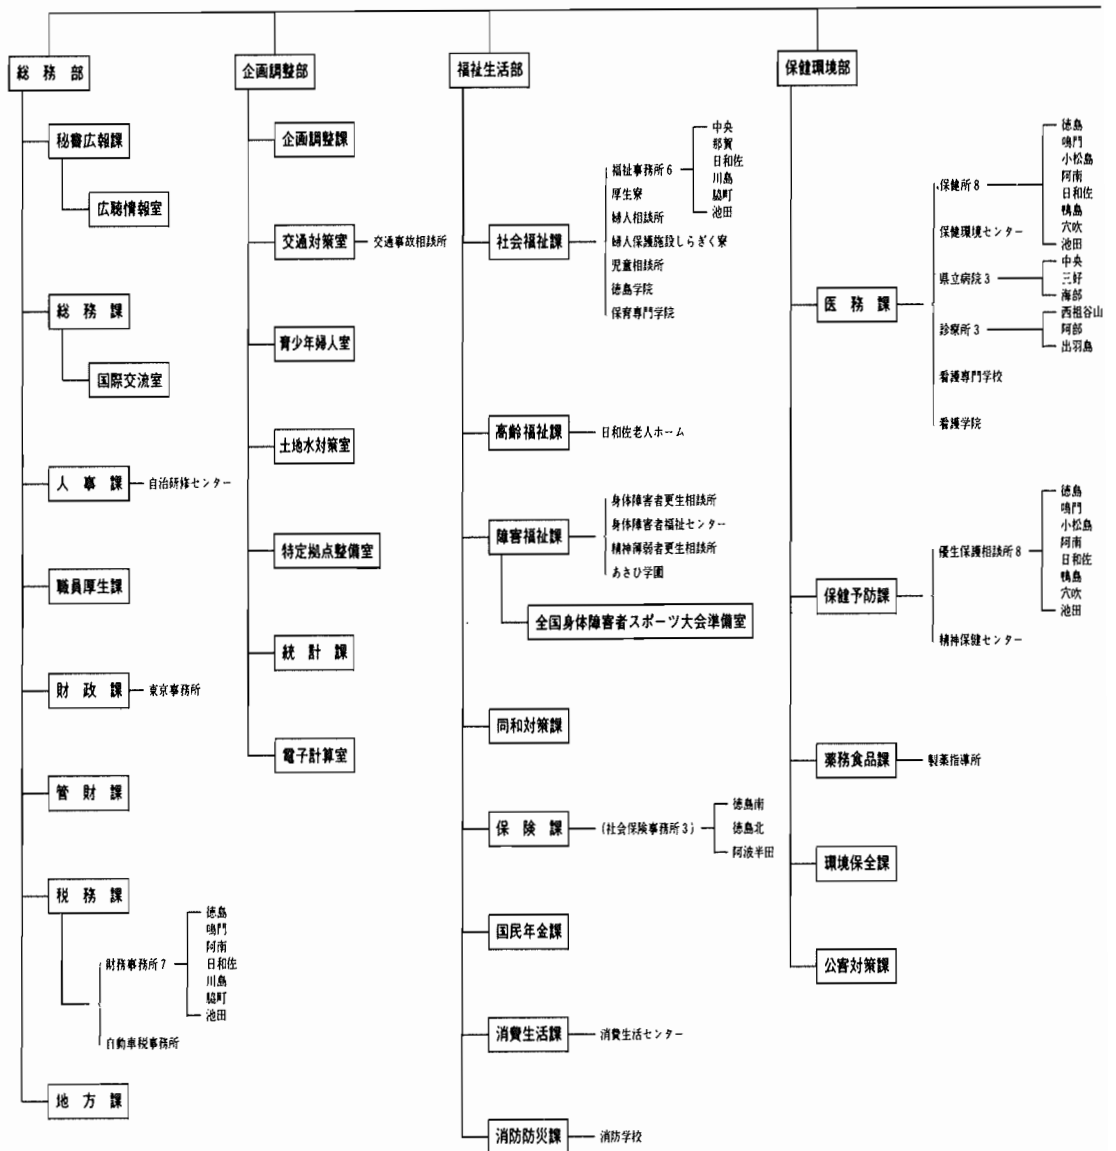 総務部
秘書広報課
広聴情報室
総務課
国際交流室
人事課
自治研修センター
職員厚生課
財政課
東京事務所
管財課
税務課
財務事務所7
徳島
鳴門
阿南
日和佐
川島
脇町
池田
自動車税事務所
地方課
企画調整部
企画調整課
交通対策室
交通事故相談所
青少年婦人室
土地水対策室
特定拠点整備室
統計課
電子計算室
福祉生活部
社会福祉課
福祉事務所6
中央
那賀
日和佐
川島
脇町
池田
厚生寮
婦人相談所
婦人保護施設しらぎく寮
児童相談所
徳島学院
保育専門学院
高齢福祉課
日和佐老人ホーム
障害福祉課
身体障害者更生相談所
身体障害者福祉センター
精神薄弱者更生相談所
あさひ学園
全国身体障害者スポーツ大会準備室
同和対策課
保険課
(社会保険事務所3)
徳島南
徳島北
阿波半田
国民年金課
消費生活課
消費生活センター
消防防災課
消防学校
保健環境部
医務課
保健所8
徳島
鳴門
小松島
阿南
日和佐
鴨島
穴吹
池田
保健環境センター
県立病院3
中央
三好
海部
診療所3
西祖谷山
阿部
出羽島
看護専門学校
看護学院
保健予防課
優生保護相談所8
徳島
鳴門
小松島
阿南
日和佐
鴨島
穴吹
池田
精神保健センター
薬務食品課
製薬指導所
環境保全課
公害対策課